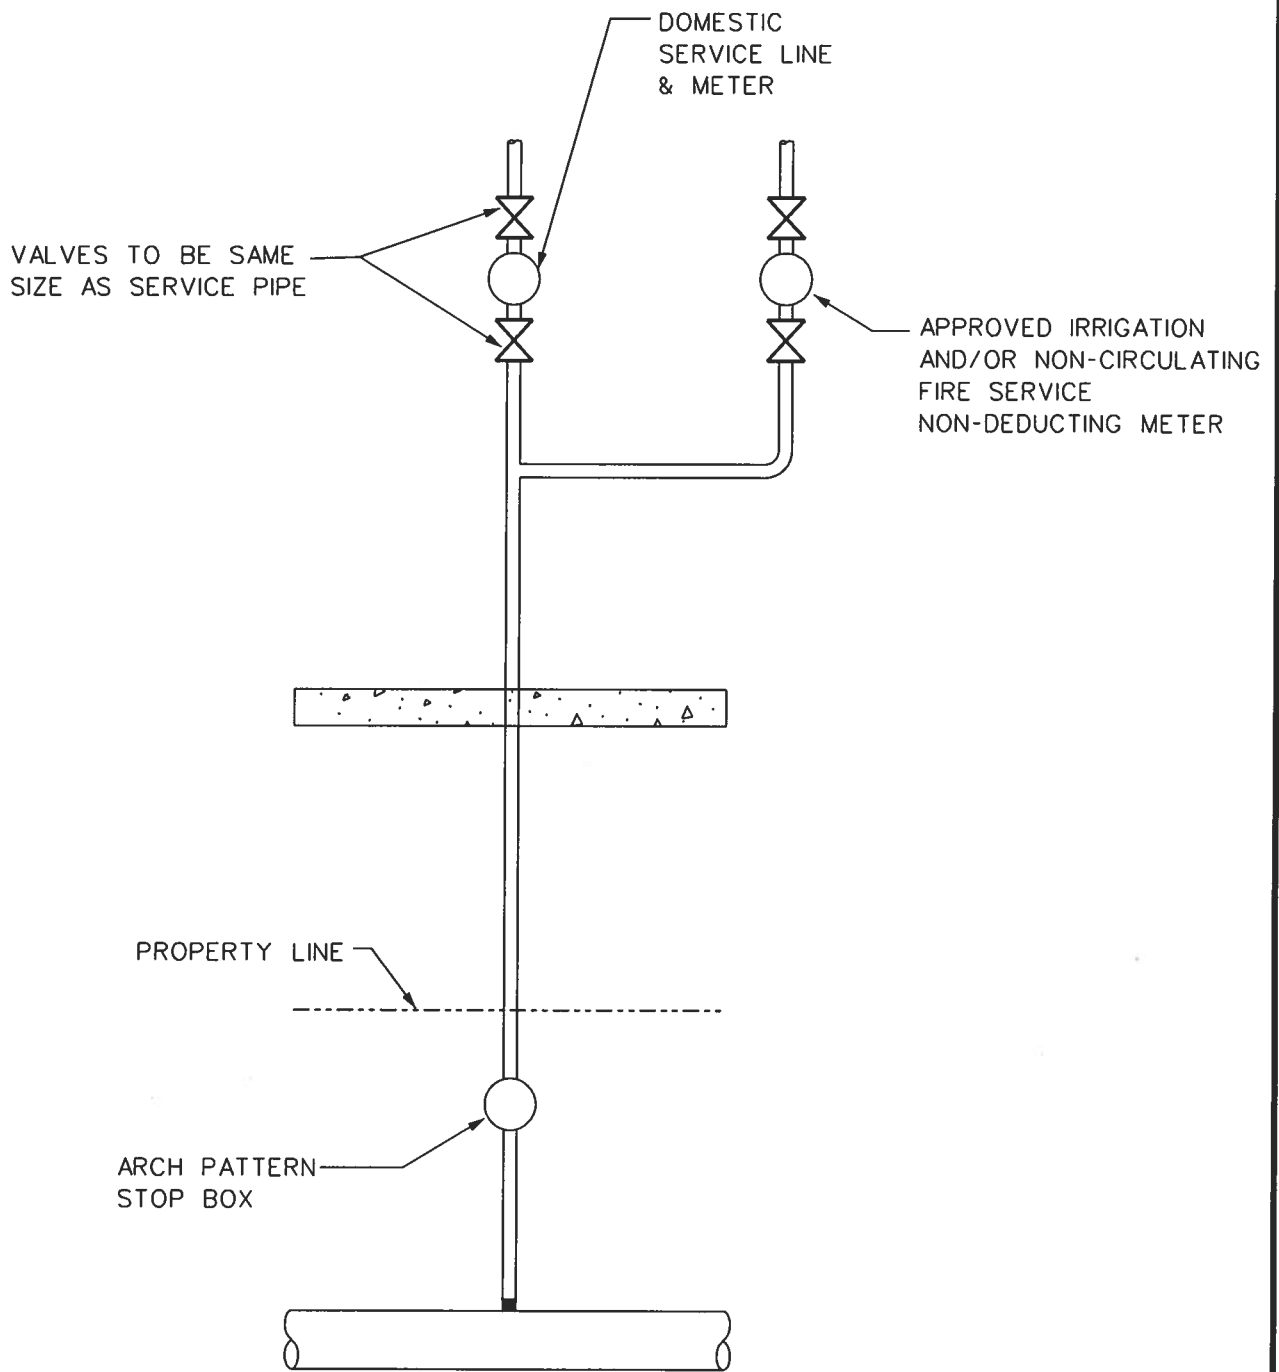 DOMESTIC
SERVICE LINE
& METER
VALVES TO BE SAME
SIZE AS SERVICE PIPE
APPROVED IRRIGATION
AND/OR NON-CIRCULATING
FIRE SERVICE
NON-DEDUCTING METER
PROPERTY LINE
ARCH PATTERN
STOP BOX